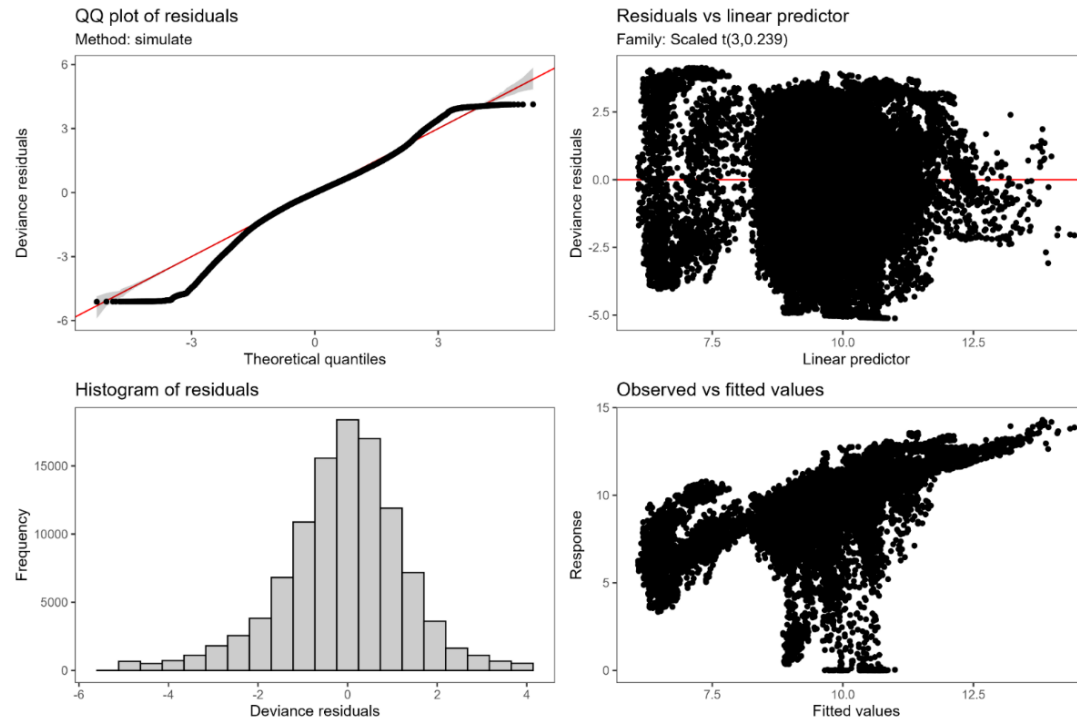 QQ plot of residuals
Method: simulate
6
3
0
-3
-6
Deviance residuals
-3
0
3
Theoretical quantiles
Residuals vs linear predictor
Family: Scaled t(3,0.239)
2.5
0.0
-2.5
-5.0
Deviance residuals
7.5
10.0
12.5
Linear predictor
Histogram of residuals
15000
10000
5000
0
Frequency
-6
-4
-2
0
2
4
Deviance residuals
Observed vs fitted values
15
10
5
0
Response
7.5
10.0
12.5
Fitted values